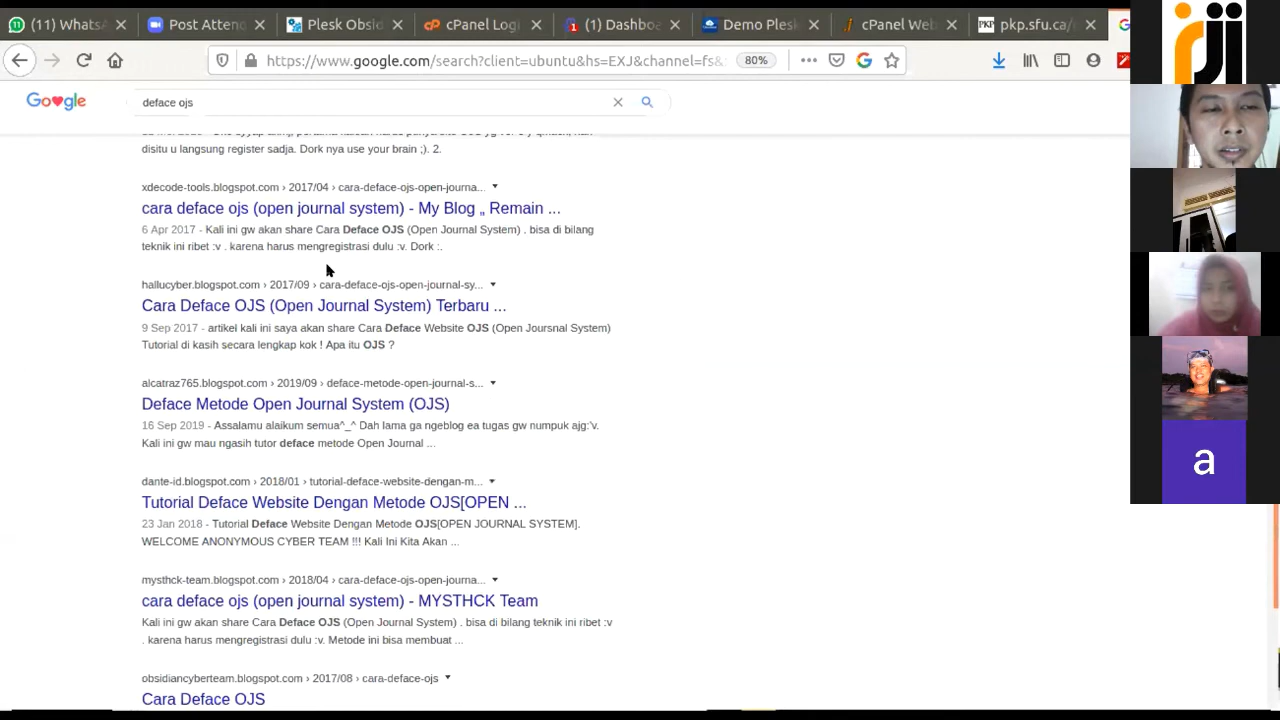 (11) WhatsA
Post Attend
Plesk Obsid
cPanel Logi
(1) Dashboa
Demo Plesk
cPanel Web
pkp.sfu.ca/
https://www.google.com/search?client=ubuntu&hs=EXJ&channel=fs&
80%
Google
deface ojs
disitu u langsung register sadja. Dork nya use your brain ;). 2.
xdecode-tools.blogspot.com › 2017/04 › cara-deface-ojs-open-journa...
cara deface ojs (open journal system) - My Blog „ Remain ...
6 Apr 2017 - Kali ini gw akan share Cara Deface OJS (Open Journal System) . bisa di bilang
teknik ini ribet :v . karena harus mengregistrasi dulu :v. Dork :.
hallucyber.blogspot.com › 2017/09 › cara-deface-ojs-open-journal-sy...
Cara Deface OJS (Open Journal System) Terbaru ...
9 Sep 2017 - artikel kali ini saya akan share Cara Deface Website OJS (Open Joursnal System)
Tutorial di kasih secara lengkap kok ! Apa itu OJS ?
alcatraz765.blogspot.com › 2019/09 › deface-metode-open-journal-s...
Deface Metode Open Journal System (OJS)
16 Sep 2019 - Assalamu alaikum semua^_^ Dah lama ga ngeblog ea tugas gw numpuk ajg:'v.
Kali ini gw mau ngasih tutor deface metode Open Journal ...
dante-id.blogspot.com › 2018/01 › tutorial-deface-website-dengan-m...
Tutorial Deface Website Dengan Metode OJS[OPEN ...
23 Jan 2018 - Tutorial Deface Website Dengan Metode OJS[OPEN JOURNAL SYSTEM].
WELCOME ANONYMOUS CYBER TEAM !!! Kali Ini Kita Akan ...
mysthck-team.blogspot.com › 2018/04 › cara-deface-ojs-open-journa...
cara deface ojs (open journal system) - MYSTHCK Team
Kali ini gw akan share Cara Deface OJS (Open Journal System) . bisa di bilang teknik ini ribet :v
. karena harus mengregistrasi dulu :v. Metode ini bisa membuat ...
obsidiancyberteam.blogspot.com › 2017/08 › cara-deface-ojs
Cara Deface OJS
rji
a